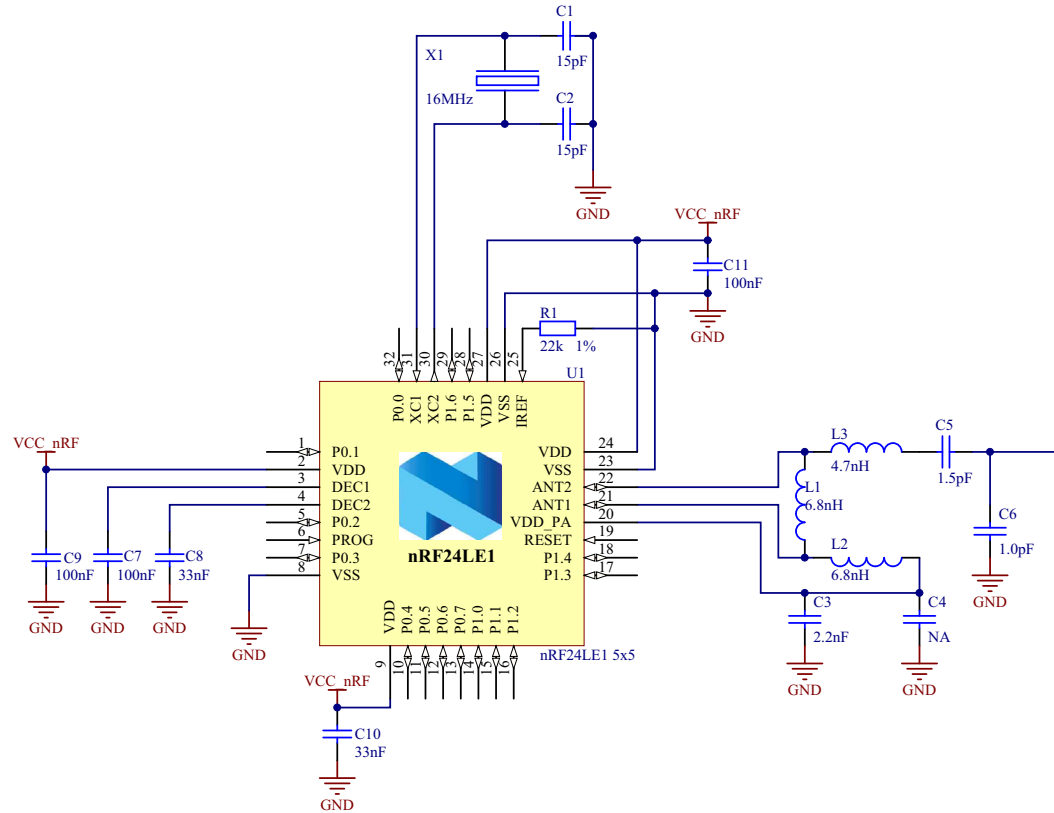 C1
X1
15pF
16MHz
C2
15pF
GND
VCC_nRF
C11
100nF
GND
R1
22k 1%
U1
32
31
30
29
28
27
26
25
P0.0
XC1
XC2
P1.6
P1.5
VDD
VSS
IREF
VCC_nRF
1 P0.1
2 VDD
3 DEC1
4 DEC2
5 P0.2
6 PROG
7 P0.3
8 VSS
VDD 24
VSS 23
ANT2 22
ANT1 21
VDD_PA 20
RESET 19
P1.4 18
P1.3 17
nRF24LE1
L3
4.7nH
C5
1.5pF
L1
6.8nH
L2
6.8nH
C6
1.0pF
GND
C9
100nF
C7
100nF
C8
33nF
GND
GND
GND
GND
C3
2.2nF
C4
NA
GND
GND
VDD
P0.4
P0.5
P0.6
P0.7
P1.0
P1.1
P1.2
9
10
11
12
13
14
15
16
nRF24LE1 5x5
VCC_nRF
C10
33nF
GND